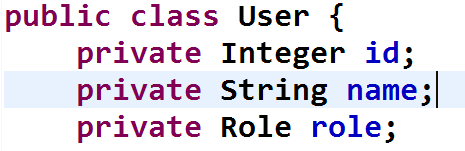 public class User {
    private Integer id;
    private String name;
    private Role role;